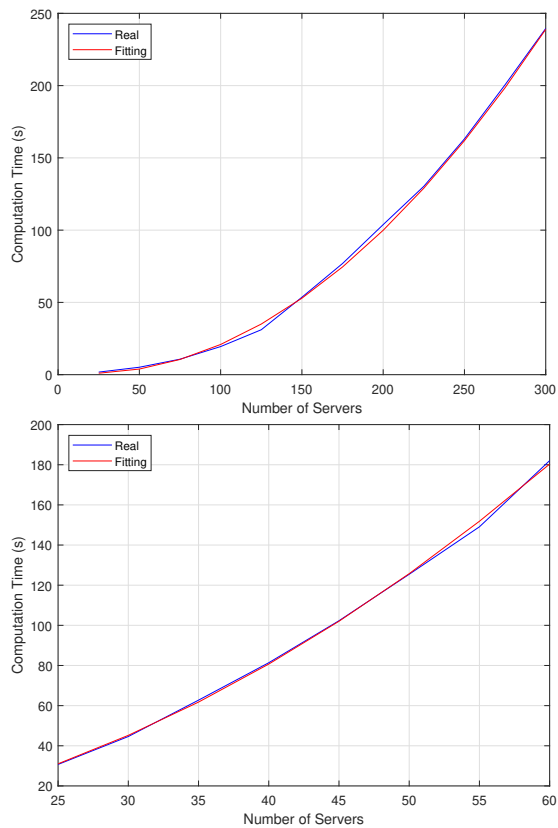 250
200
150
100
50
0
Computation Time (s)
Real
Fitting
0 50 100 150 200 250 300
Number of Servers
200
180
160
140
120
100
80
60
40
20
Computation Time (s)
Real
Fitting
25 30 35 40 45 50 55 60
Number of Servers